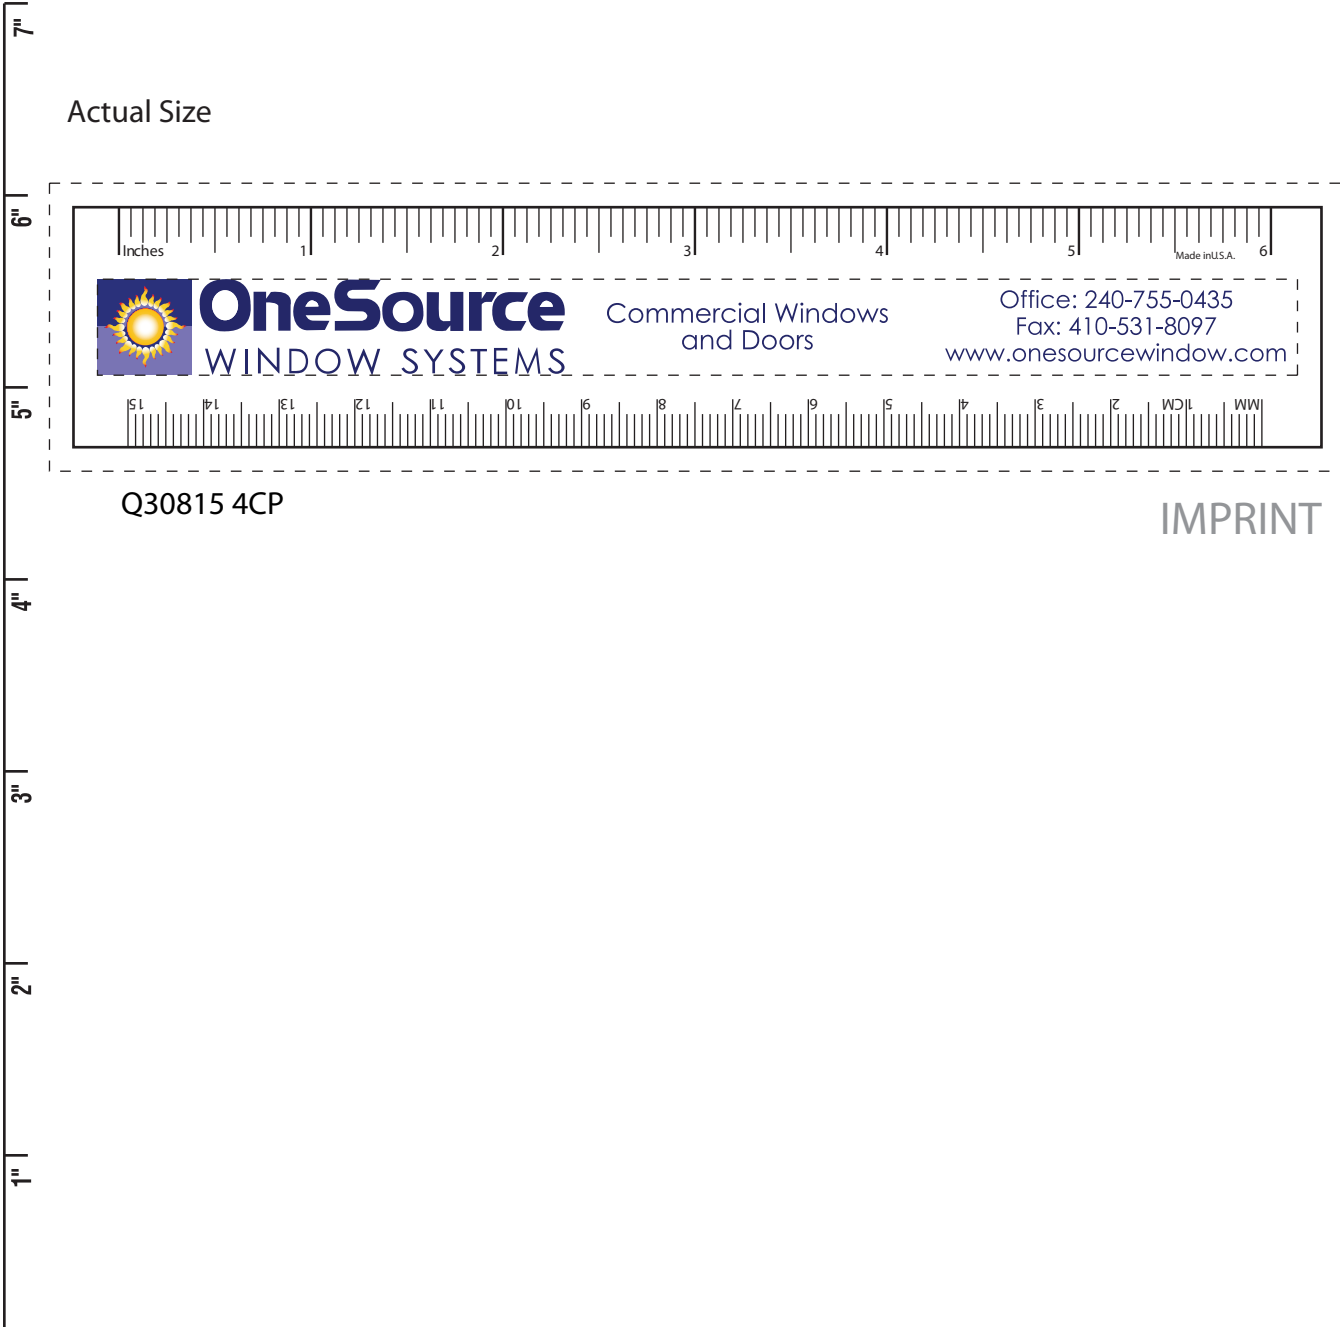 7"
Actual Size
6"
Inches 1 2 3 4 5 Made in U.S.A. 6
OneSource
WINDOW SYSTEMS
Commercial Windows
and Doors
Office: 240-755-0435
Fax: 410-531-8097
www.onesourcewindow.com
5"
15 14 13 12 11 10 9 8 7 6 5 4 3 2 1CM MM
Q30815 4CP
IMPRINT
4"
3"
2"
1"